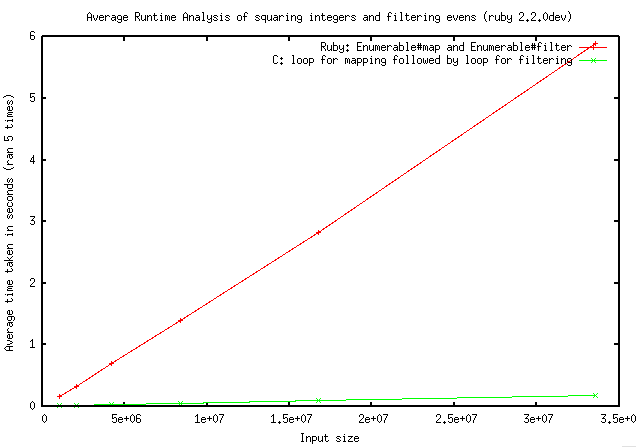 Average Runtime Analysis of squaring integers and filtering evens (ruby 2.2.0dev)
6
5
4
3
2
1
0
Average time taken in seconds (ran 5 times)
Ruby: Enumerable#map and Enumerable#filter
C: loop for mapping followed by loop for filtering
0 5e+06 1e+07 1.5e+07 2e+07 2.5e+07 3e+07 3.5e+07
Input size